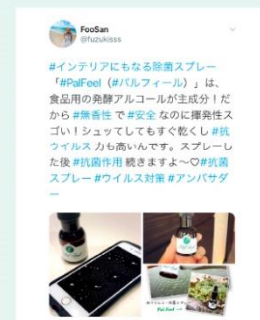 FooSan
@fuzukisss
#インテリアにもなる除菌スプレー
「#PalFeel（#パルフィール）」は、
食品用の発酵アルコールが主成分！だ
から #無香性 で #安全 なのに揮発性ス
ゴい！シュッてしてもすぐ乾くし #抗
ウイルス 力も高いんです。スプレーし
た後 #抗菌作用 続きますよ〜♡#抗菌
スプレー #ウイルス対策 #アンバサダ
ー
PalFeel